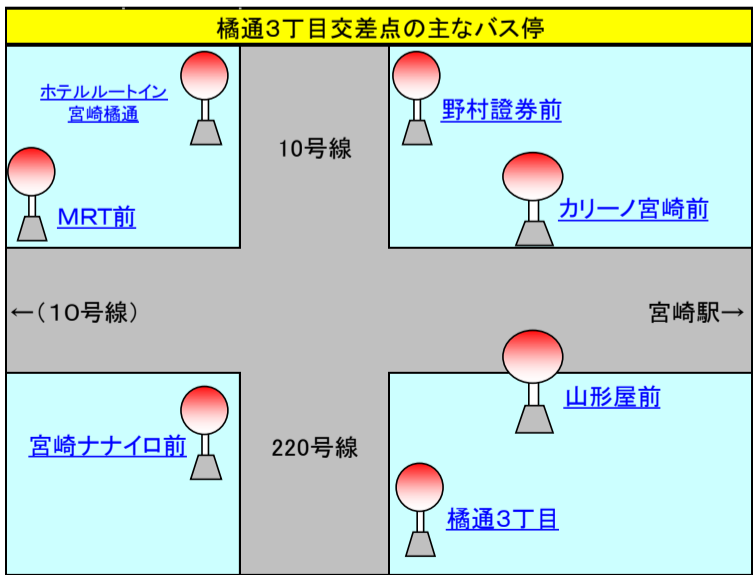 橘通３丁目交差点の主なバス停
ホテルルートイン
宮崎橘通
野村證券前
10号線
MRT前
カリーノ宮崎前
←(１０号線)
宮崎駅→
山形屋前
宮崎ナナイロ前
220号線
橘通３丁目